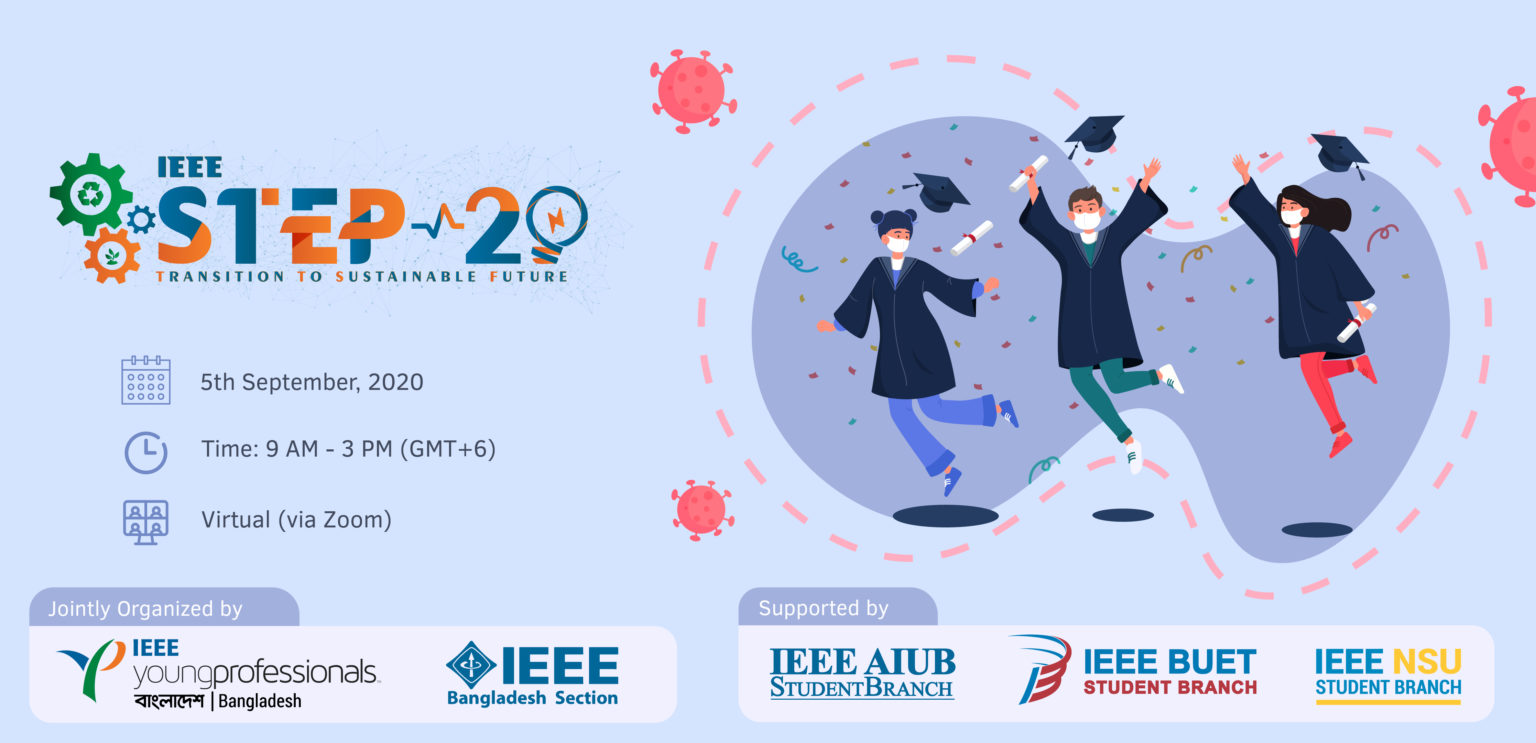 IEEE
STEP-20
TRANSITION TO SUSTAINABLE FUTURE
5th September, 2020
Time: 9 AM - 3 PM (GMT+6)
Virtual (via Zoom)
Jointly Organized by
IEEE
youngprofessionals
বাংলাদেশ | Bangladesh
IEEE
Bangladesh Section
Supported by
IEEE AIUB
STUDENTBRANCH
IEEE BUET
STUDENT BRANCH
IEEE NSU
STUDENT BRANCH